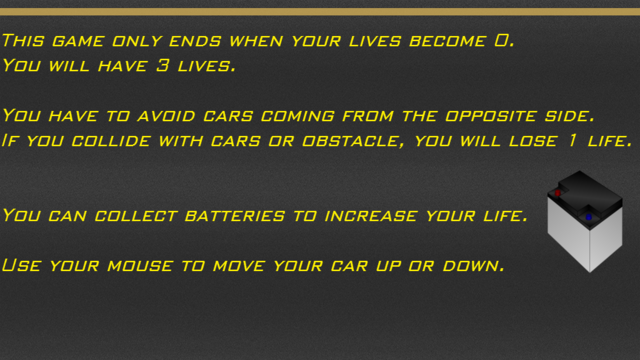 This game only ends when your lives become 0.
You will have 3 lives.
You have to avoid cars coming from the opposite side.
If you collide with cars or obstacle, you will lose 1 life.
You can collect batteries to increase your life.
Use your mouse to move your car up or down.